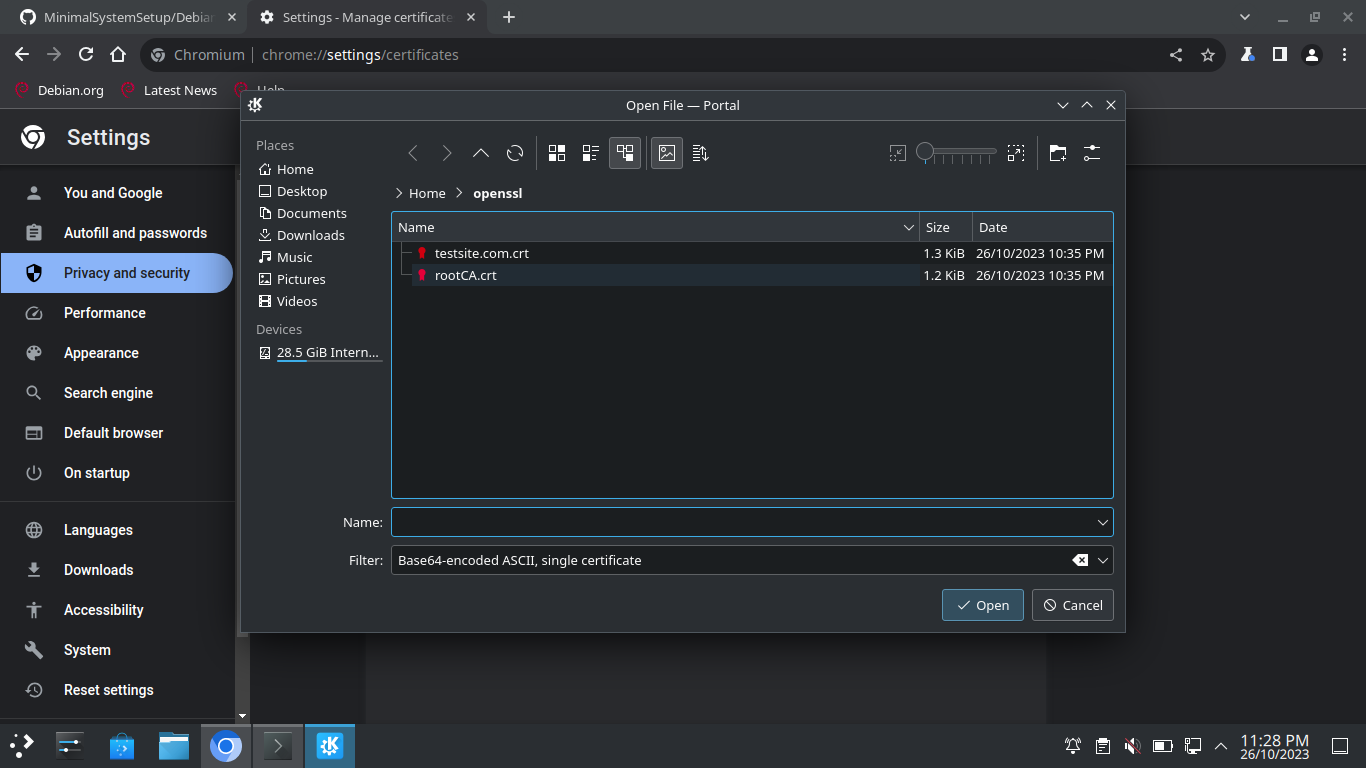 MinimalSystemSetup/Debia
Settings - Manage certificate
Chromium
chrome://settings/certificates
Debian.org
Latest News
Help
Open File — Portal
Settings
You and Google
Autofill and passwords
Privacy and security
Performance
Appearance
Search engine
Default browser
On startup
Languages
Downloads
Accessibility
System
Reset settings
Places
Home
Desktop
Documents
Downloads
Music
Pictures
Videos
Devices
28.5 GiB Intern...
Home
openssl
Name Size Date
testsite.com.crt 1.3 KiB 26/10/2023 10:35 PM
rootCA.crt 1.2 KiB 26/10/2023 10:35 PM
Name:
Filter: Base64-encoded ASCII, single certificate
Open Cancel
11:28 PM
26/10/2023